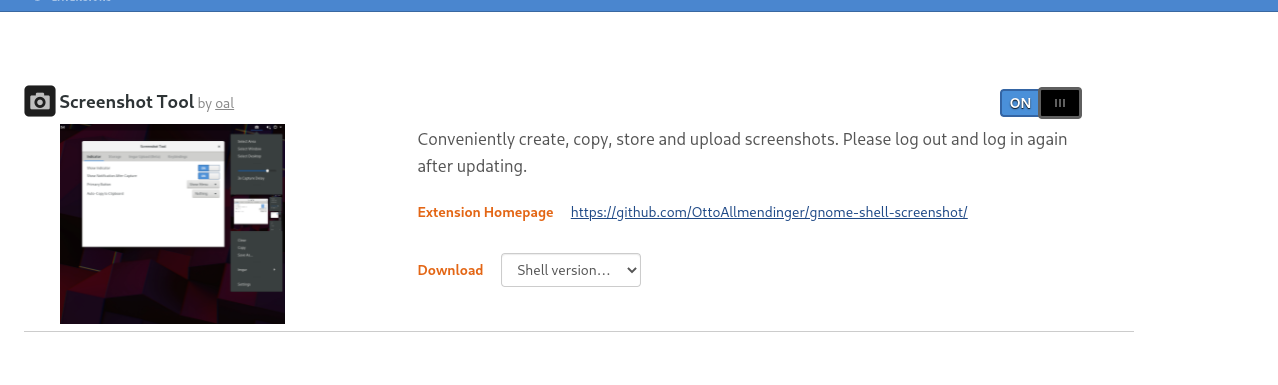 Screenshot Tool by oal
ON
Conveniently create, copy, store and upload screenshots. Please log out and log in again
after updating.
Extension Homepage https://github.com/OttoAllmendinger/gnome-shell-screenshot/
Download Shell version...